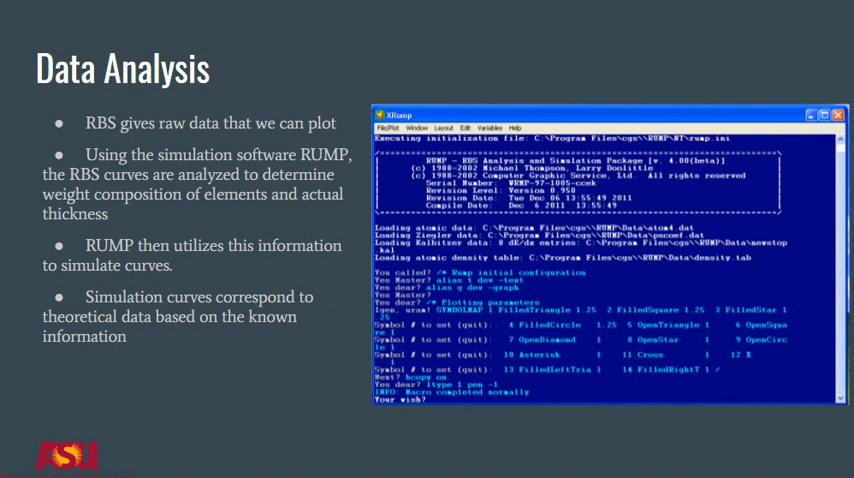 Data Analysis
● RBS gives raw data that we can plot
● Using the simulation software RUMP,
the RBS curves are analyzed to determine
weight composition of elements and actual
thickness
● RUMP then utilizes this information
to simulate curves.
● Simulation curves correspond to
theoretical data based on the known
information
XRump
File/Plot Window Layout Edit Variables Help
Executing initialization file: C:\Program Files\cgs\\RUMP\NT\rump.ini
RUMP - RBS Analysis and Simulation Package [v. 4.00(beta)]
(c) 1988-2002 Michael Thompson, Larry Doolittle
(c) 1988-2002 Computer Graphic Service, Ltd. All rights reserved
Serial Number: WRMP-97-1005-ccek
Revision Level: Version 0.950
Revision Date: Tue Dec 06 13:55:49 2011
Compile Date: Dec 6 2011 13:55:49
Loading atomic data: C:\Program Files\cgs\\RUMP\Data\atom4.dat
Loading Ziegler data: C:\Program Files\cgs\\RUMP\Data\pscoef.dat
Loading Kalbitzer data: 8 dE/dx entries: C:\Program Files\cgs\\RUMP\Data\newstop
kal
Loading atomic density table: C:\Program Files\cgs\\RUMP\Data\density.tab
You called? /* Rump initial configuration
Yes Master? alias t dev -text
Yes dear? alias g dev -graph
Yes Master?
Yes dear? /* Plotting parameters
Igen, uram! SYMBOLMAP 1 FilledTriangle 1.25 2 FilledSquare 1.25 3 FilledStar 1
.25
Symbol # to set (quit): 4 FilledCircle 1.25 5 OpenTriangle 1 6 OpenSqua
re 1
Symbol # to set (quit): 7 OpenDiamond 1 8 OpenStar 1 9 OpenCirc
le 1
Symbol # to set (quit): 10 Asterisk 1 11 Cross 1 12 X
1
Symbol # to set (quit): 13 FilledLeftTria 1 14 FilledRightT 1 /
Next? hcopy on
Yes dear? ltype 1 pen -1
INFO: Macro completed normally
Your wish?
ASU